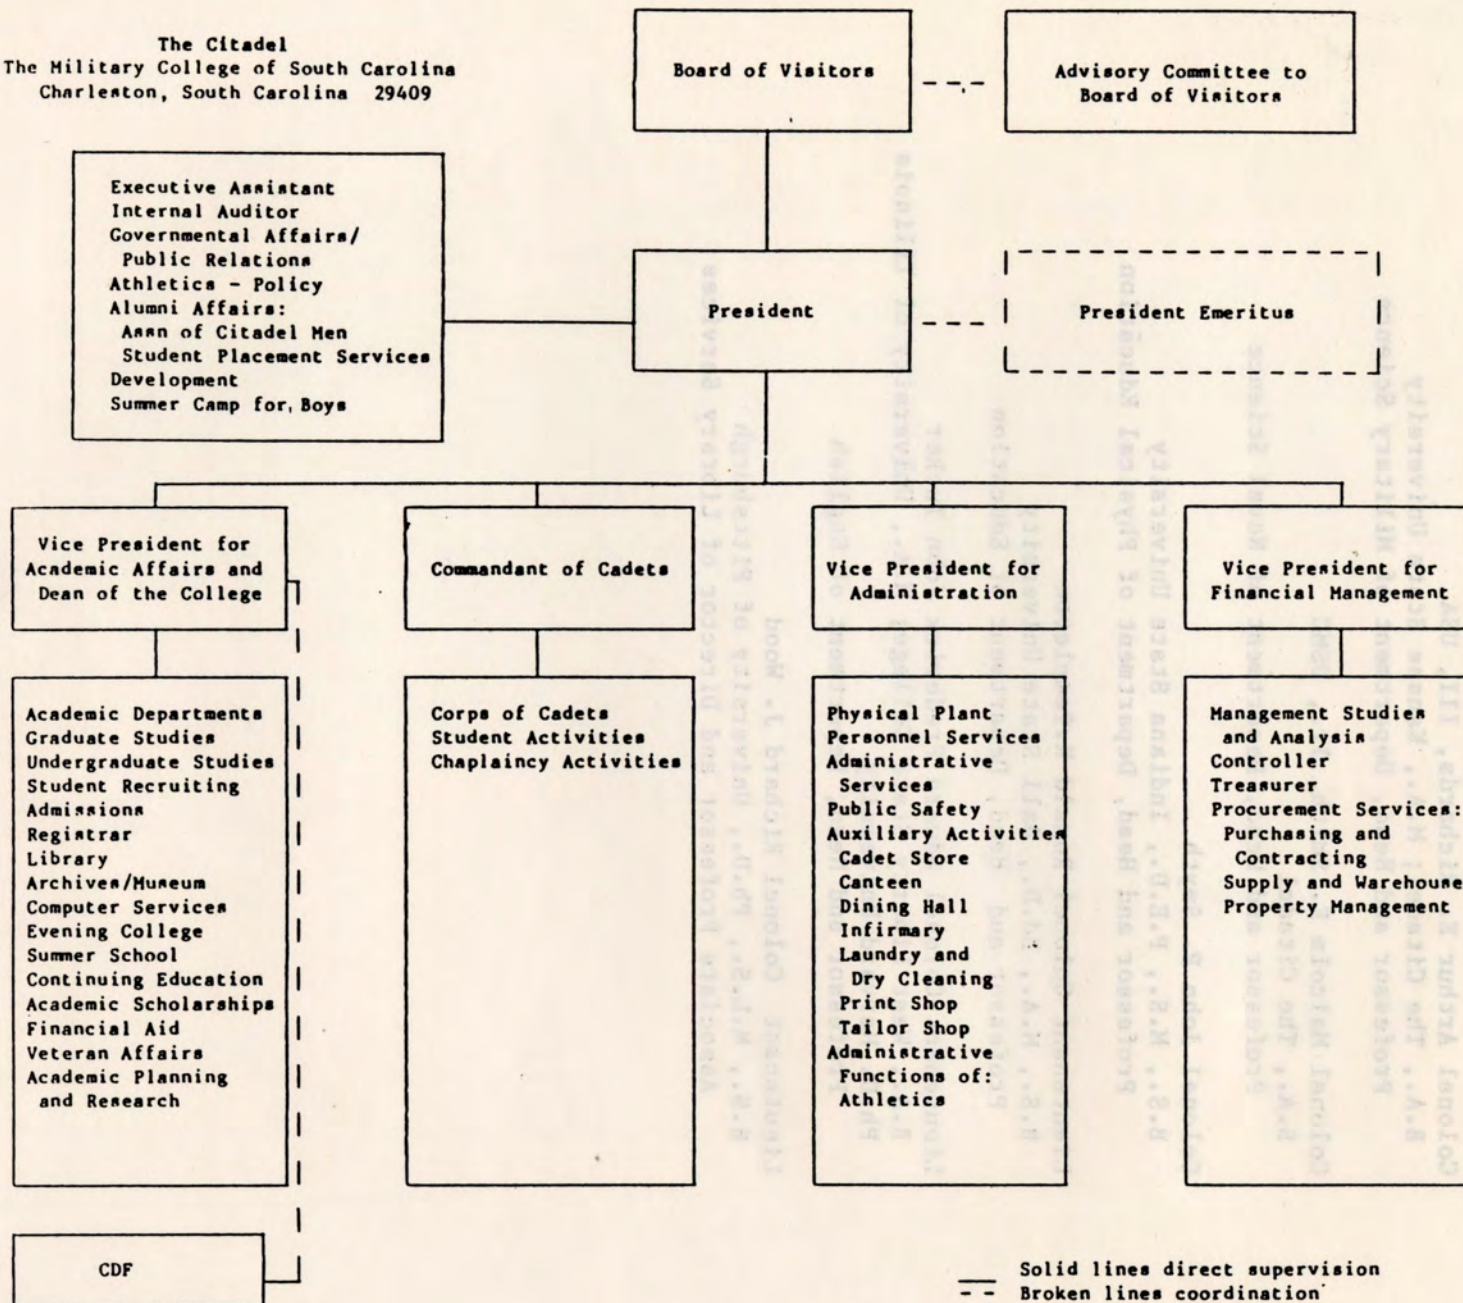 The Citadel
The Military College of South Carolina
Charleston, South Carolina 29409
Board of Visitors
Advisory Committee to
Board of Visitors
Executive Assistant
Internal Auditor
Governmental Affairs/
Public Relations
Athletics - Policy
Alumni Affairs:
Assn of Citadel Men
Student Placement Services
Development
Summer Camp for Boys
President
President Emeritus
Vice President for
Academic Affairs and
Dean of the College
Commandant of Cadets
Vice President for
Administration
Vice President for
Financial Management
Academic Departments
Graduate Studies
Undergraduate Studies
Student Recruiting
Admissions
Registrar
Library
Archives/Museum
Computer Services
Evening College
Summer School
Continuing Education
Academic Scholarships
Financial Aid
Veteran Affairs
Academic Planning
and Research
Corps of Cadets
Student Activities
Chaplaincy Activities
Physical Plant
Personnel Services
Administrative
Services
Public Safety
Auxiliary Activities
Cadet Store
Canteen
Dining Hall
Infirmary
Laundry and
Dry Cleaning
Print Shop
Tailor Shop
Administrative
Functions of:
Athletics
Management Studies
and Analysis
Controller
Treasurer
Procurement Services:
Purchasing and
Contracting
Supply and Warehouse
Property Management
CDF
Solid lines direct supervision
Broken lines coordination